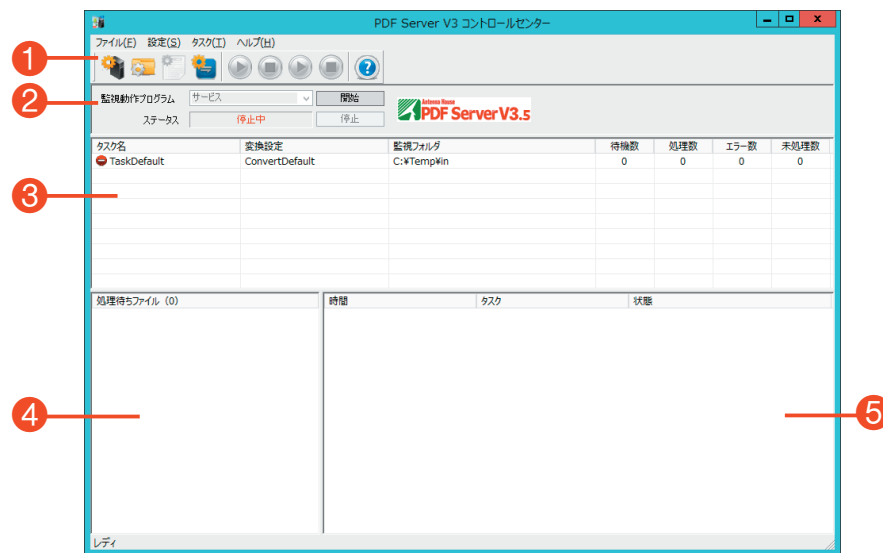 PDF Server V3 コントロールセンター
ファイル(F) 設定(S) タスク(T) ヘルプ(H)
1
2
監視動作プログラム サービス 開始
ステータス 停止中 停止
Antenna House
PDF Server V3.5
タスク名 変換設定 監視フォルダ 待機数 処理数 エラー数 未処理数
TaskDefault ConvertDefault C:¥Temp¥in 0 0 0 0
3
処理待ちファイル (0) 時間 タスク 状態
4
5
レディ